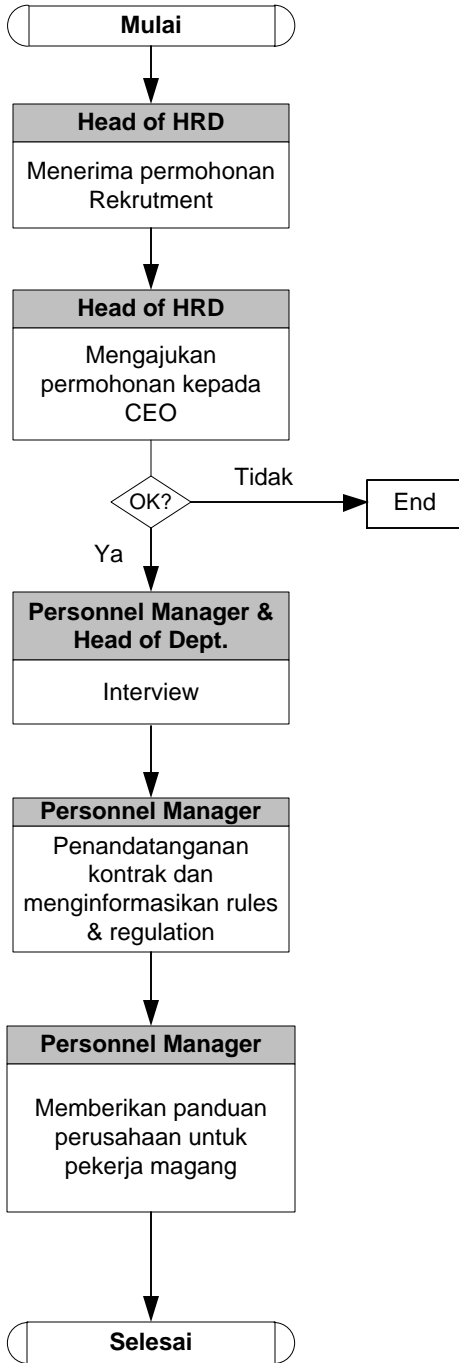 Mulai
Head of HRD
Menerima permohonan
Rekrutment
Head of HRD
Mengajukan
permohonan kepada
CEO
OK?
Tidak
End
Ya
Personnel Manager &
Head of Dept.
Interview
Personnel Manager
Penandatanganan
kontrak dan
menginformasikan rules
& regulation
Personnel Manager
Memberikan panduan
perusahaan untuk
pekerja magang
Selesai